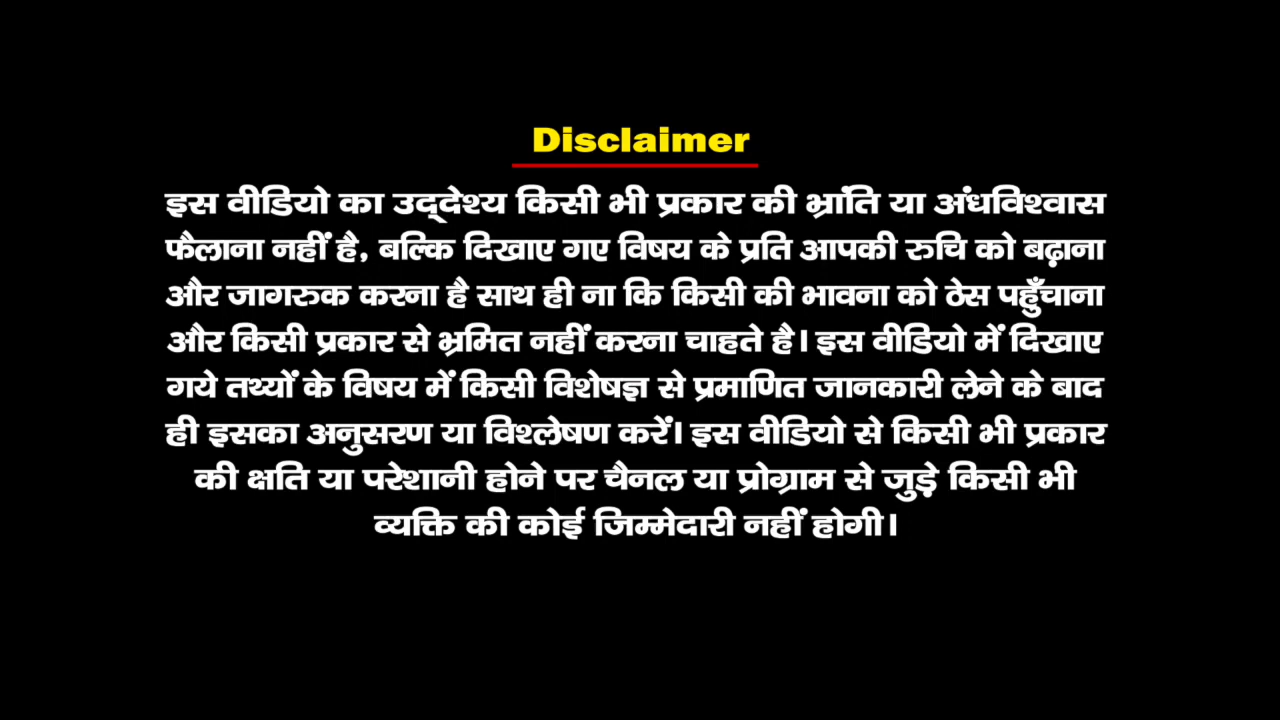 Disclaimer
इस वीडियो का उद्देश्य किसी भी प्रकार की भ्रांति या अंधविश्वास
फैलाना नहीं है, बल्कि दिखाए गए विषय के प्रति आपकी रुचि को बढ़ाना
और जागरुक करना है साथ ही ना कि किसी की भावना को ठेस पहुँचाना
और किसी प्रकार से भ्रमित नहीं करना चाहते है। इस वीडियो में दिखाए
गये तथ्यों के विषय में किसी विशेषज्ञ से प्रमाणित जानकारी लेने के बाद
ही इसका अनुसरण या विश्लेषण करें। इस वीडियो से किसी भी प्रकार
की क्षति या परेशानी होने पर चैनल या प्रोग्राम से जुड़े किसी भी
व्यक्ति की कोई जिम्मेदारी नहीं होगी।